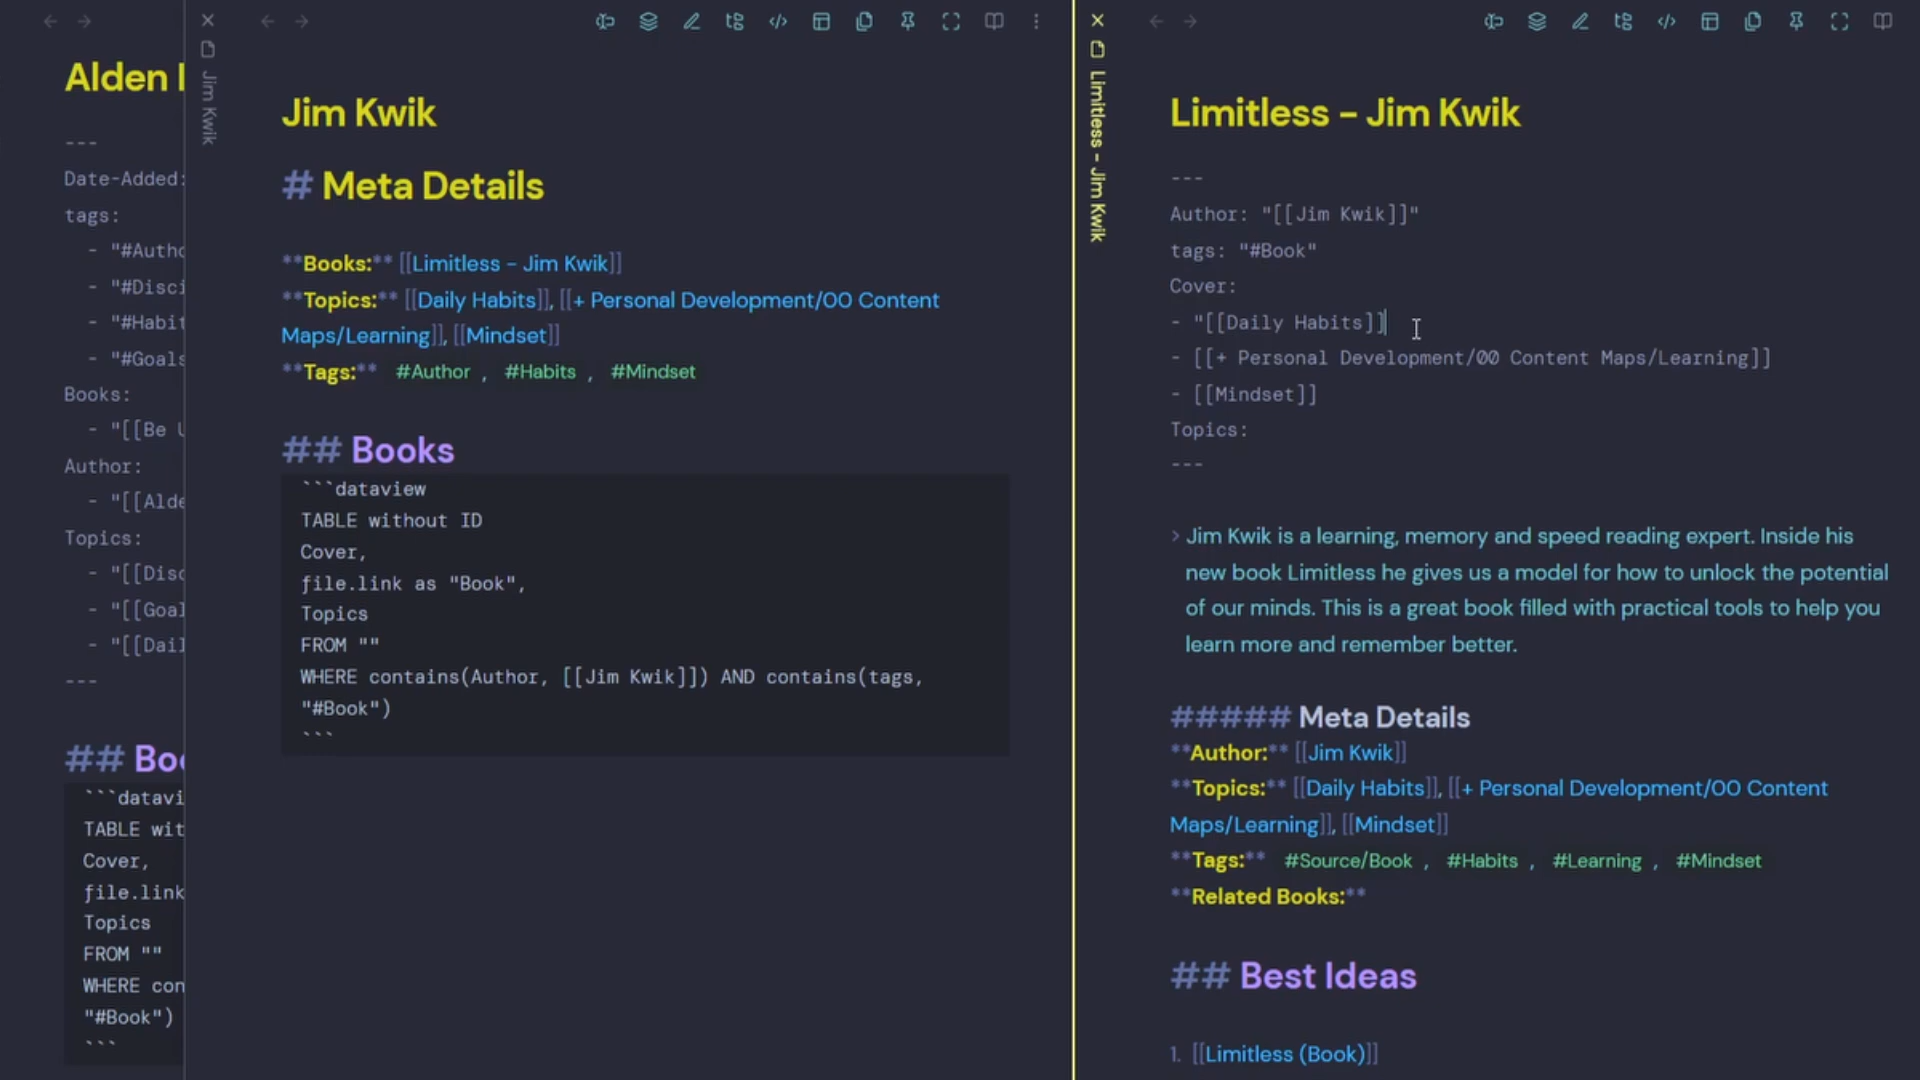 Alden
---
Date-Added:
tags:
- "#Autho
- "#Disci
- "#Habit
- "#Goals
Books:
- "[[Be U
Author:
- "[[Alde
Topics:
- "[[Disc
- "[[Goal
- "[[Dail
---
## Boo
```datavi
TABLE wit
Cover,
file.link
Topics
FROM ""
WHERE con
"#Book")
```
Jim Kwik
Jim Kwik
# Meta Details
**Books:** [[Limitless - Jim Kwik]]
**Topics:** [[Daily Habits]], [[+ Personal Development/00 Content
Maps/Learning]], [[Mindset]]
**Tags:** #Author , #Habits , #Mindset
## Books
```dataview
TABLE without ID
Cover,
file.link as "Book",
Topics
FROM ""
WHERE contains(Author, [[Jim Kwik]]) AND contains(tags,
"#Book")
```
Limitless - Jim Kwik
Limitless - Jim Kwik
---
Author: "[[Jim Kwik]]"
tags: "#Book"
Cover:
- "[[Daily Habits]]
- [[+ Personal Development/00 Content Maps/Learning]]
- [[Mindset]]
Topics:
---
> Jim Kwik is a learning, memory and speed reading expert. Inside his
new book Limitless he gives us a model for how to unlock the potential
of our minds. This is a great book filled with practical tools to help you
learn more and remember better.
##### Meta Details
**Author:** [[Jim Kwik]]
**Topics:** [[Daily Habits]], [[+ Personal Development/00 Content
Maps/Learning]], [[Mindset]]
**Tags:** #Source/Book , #Habits , #Learning , #Mindset
**Related Books:**
## Best Ideas
1. [[Limitless (Book)]]